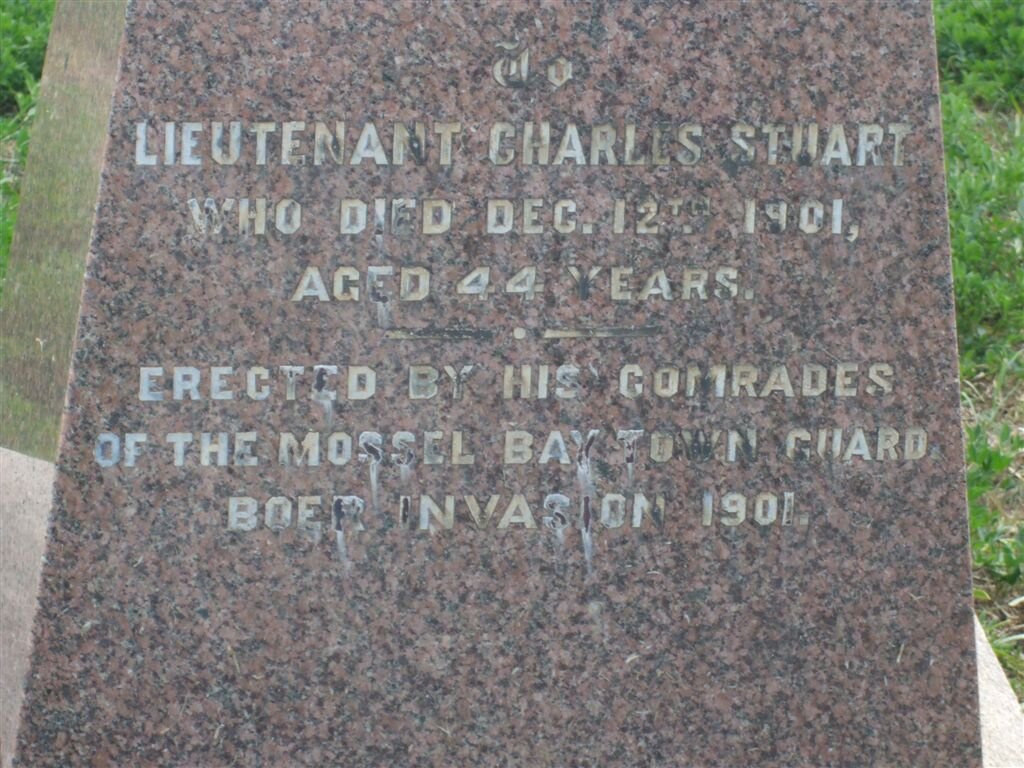 To
LIEUTENANT CHARLES STUART
WHO DIED DEC. 12TH 1901,
AGED 44 YEARS.
ERECTED BY HIS COMRADES
OF THE MOSSEL BAY TOWN GUARD.
BOER INVASION 1901.